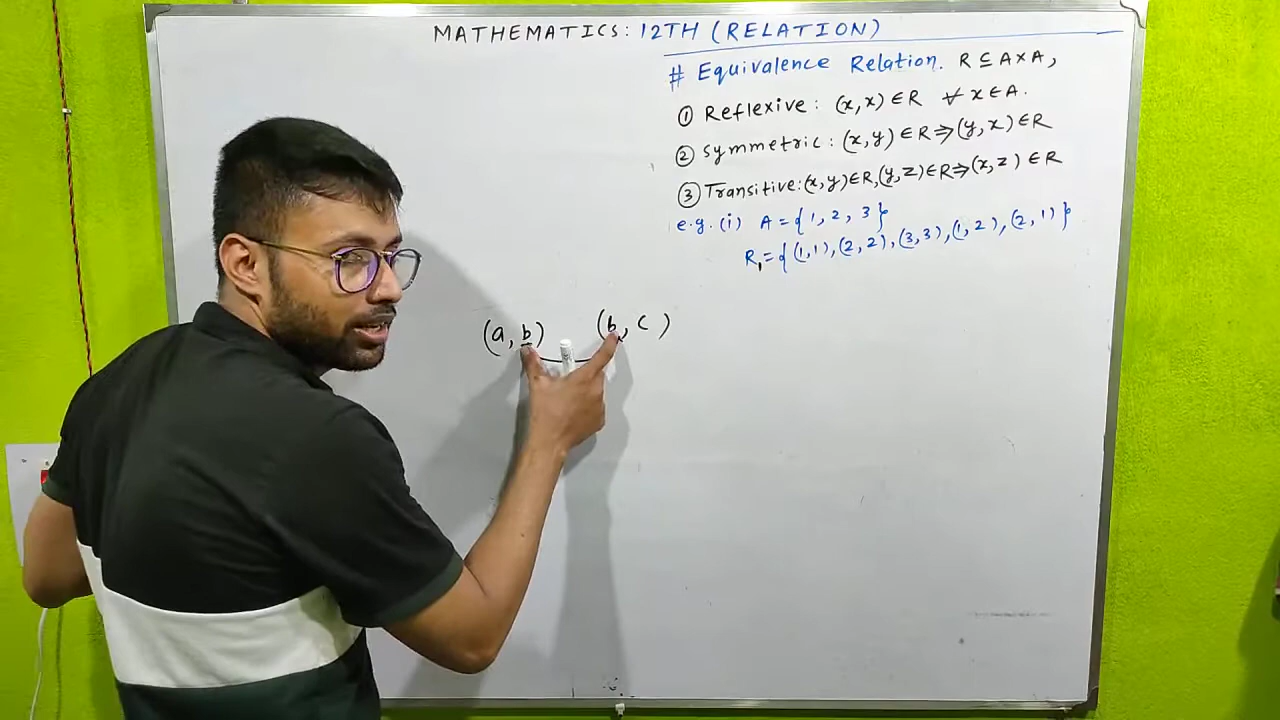 MATHEMATICS: 12TH (RELATION)
# Equivalence Relation. R ⊆ A×A,
① Reflexive: (x,x) ∈ R ∀ x ∈ A.
② Symmetric: (x,y) ∈ R ⇒ (y,x) ∈ R
③ Transitive: (x,y) ∈ R, (y,z) ∈ R ⇒ (x,z) ∈ R
e.g. (i) A = {1, 2, 3}
R₁ = {(1,1), (2,2), (3,3), (1,2), (2,1)}
(a, b) (b, c)